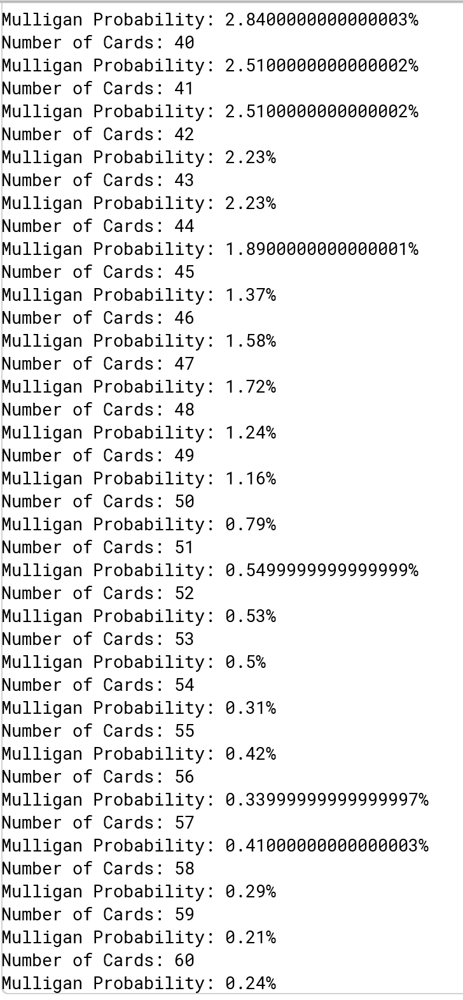 Mulligan Probability: 2.8400000000000003%
Number of Cards: 40
Mulligan Probability: 2.5100000000000002%
Number of Cards: 41
Mulligan Probability: 2.5100000000000002%
Number of Cards: 42
Mulligan Probability: 2.23%
Number of Cards: 43
Mulligan Probability: 2.23%
Number of Cards: 44
Mulligan Probability: 1.8900000000000001%
Number of Cards: 45
Mulligan Probability: 1.37%
Number of Cards: 46
Mulligan Probability: 1.58%
Number of Cards: 47
Mulligan Probability: 1.72%
Number of Cards: 48
Mulligan Probability: 1.24%
Number of Cards: 49
Mulligan Probability: 1.16%
Number of Cards: 50
Mulligan Probability: 0.79%
Number of Cards: 51
Mulligan Probability: 0.5499999999999999%
Number of Cards: 52
Mulligan Probability: 0.53%
Number of Cards: 53
Mulligan Probability: 0.5%
Number of Cards: 54
Mulligan Probability: 0.31%
Number of Cards: 55
Mulligan Probability: 0.42%
Number of Cards: 56
Mulligan Probability: 0.33999999999999997%
Number of Cards: 57
Mulligan Probability: 0.41000000000000003%
Number of Cards: 58
Mulligan Probability: 0.29%
Number of Cards: 59
Mulligan Probability: 0.21%
Number of Cards: 60
Mulligan Probability: 0.24%